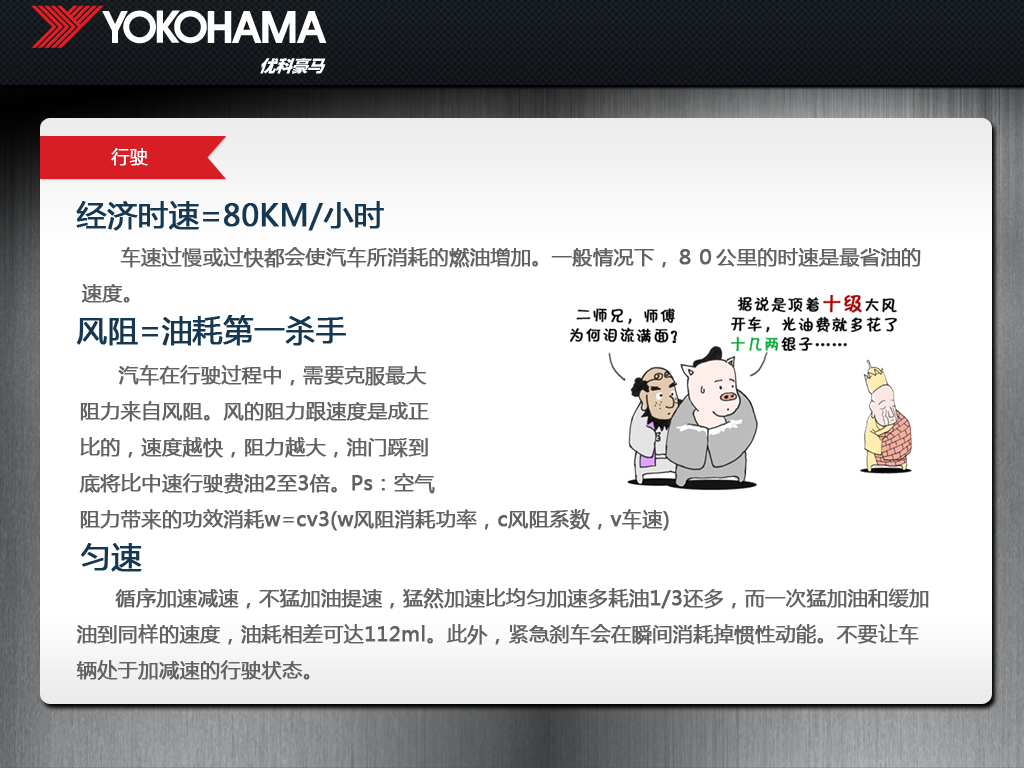 YOKOHAMA
优科豪马
行驶
经济时速=80KM/小时
车速过慢或过快都会使汽车所消耗的燃油增加。一般情况下，８０公里的时速是最省油的
速度。
风阻=油耗第一杀手
汽车在行驶过程中，需要克服最大
阻力来自风阻。风的阻力跟速度是成正
比的，速度越快，阻力越大，油门踩到
底将比中速行驶费油2至3倍。Ps：空气
阻力带来的功效消耗w=cv3(w风阻消耗功率，c风阻系数，v车速)
二师兄，师傅
为何泪流满面?
据说是顶着十级大风
开车，光油费就多花了
十几两银子……
匀速
循序加速减速，不猛加油提速，猛然加速比均匀加速多耗油1/3还多，而一次猛加油和缓加
油到同样的速度，油耗相差可达112ml。此外，紧急刹车会在瞬间消耗掉惯性动能。不要让车
辆处于加减速的行驶状态。